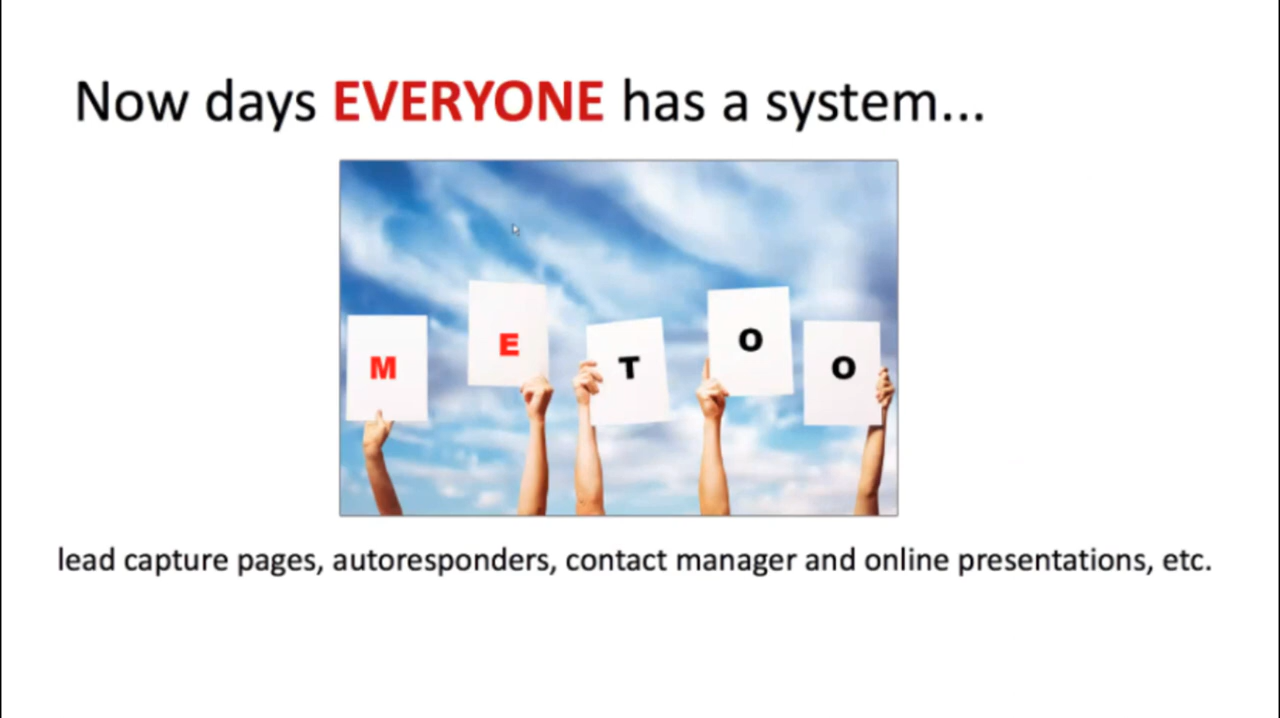 Now days EVERYONE has a system...
M E T O O
lead capture pages, autoresponders, contact manager and online presentations, etc.